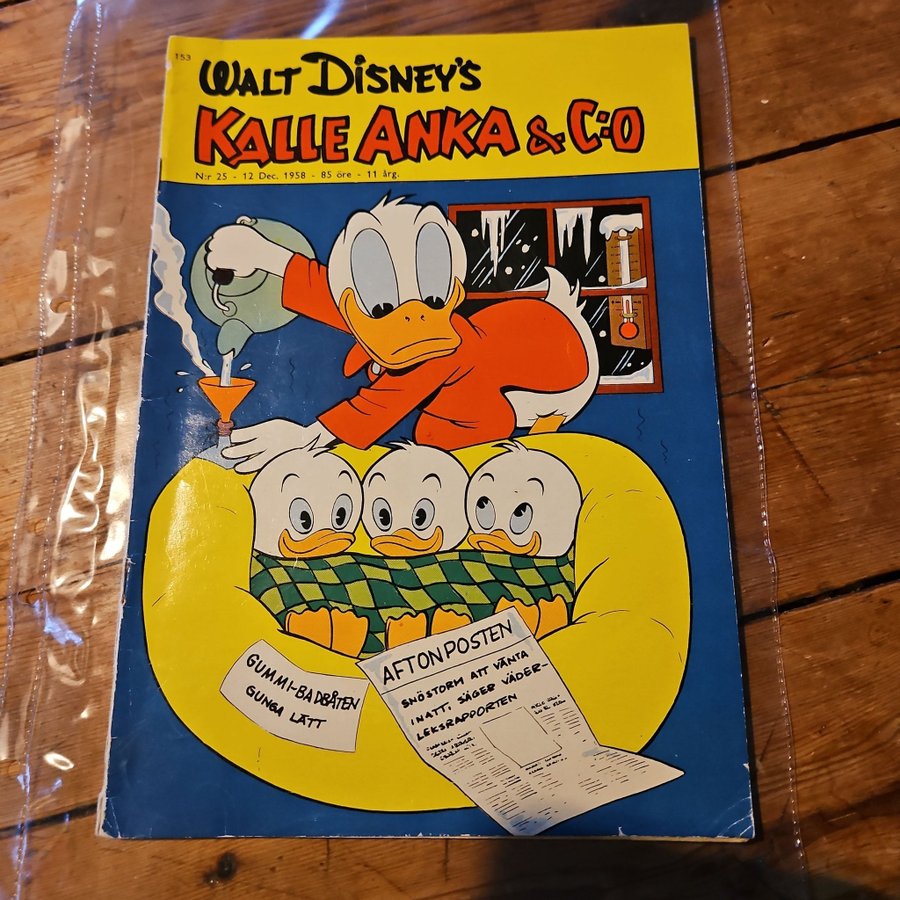 153
WALT DISNEY'S
KALLE ANKA & C:O
N:r 25 - 12 Dec. 1958 - 85 öre - 11 årg.
GUMMI-BADBÅTEN
GUNGA LÄTT
AFTONPOSTEN
SNÖSTORM ATT VÄNTA
INATT, SÄGER VÄDER-
LEKSRAPPORTEN